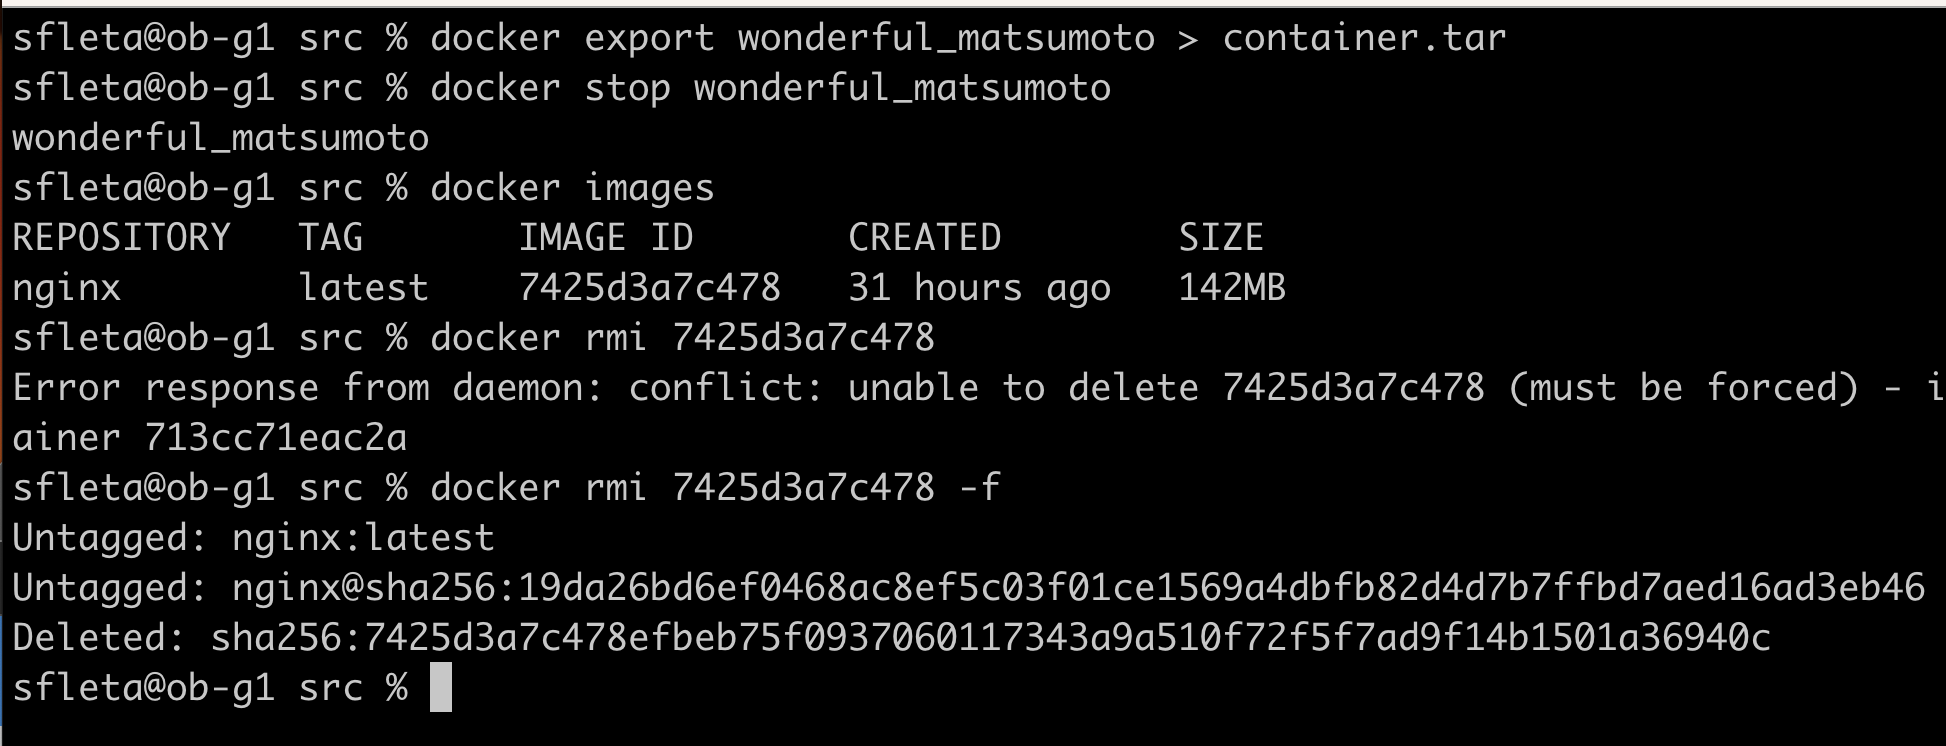 sfleta@ob-g1 src % docker export wonderful_matsumoto > container.tar
sfleta@ob-g1 src % docker stop wonderful_matsumoto
wonderful_matsumoto
sfleta@ob-g1 src % docker images
REPOSITORY   TAG       IMAGE ID       CREATED        SIZE
nginx        latest    7425d3a7c478   31 hours ago   142MB
sfleta@ob-g1 src % docker rmi 7425d3a7c478
Error response from daemon: conflict: unable to delete 7425d3a7c478 (must be forced) - i
ainer 713cc71eac2a
sfleta@ob-g1 src % docker rmi 7425d3a7c478 -f
Untagged: nginx:latest
Untagged: nginx@sha256:19da26bd6ef0468ac8ef5c03f01ce1569a4dbfb82d4d7b7ffbd7aed16ad3eb46
Deleted: sha256:7425d3a7c478efbeb75f0937060117343a9a510f72f5f7ad9f14b1501a36940c
sfleta@ob-g1 src %